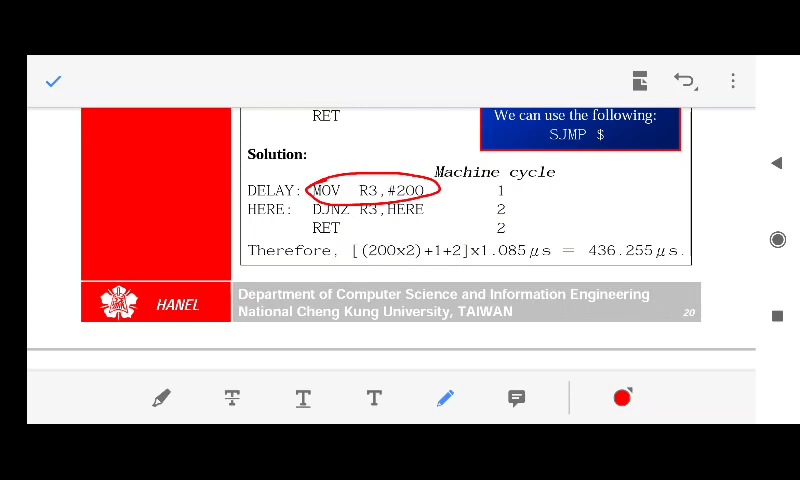 RET
We can use the following:
SJMP $
Solution:
Machine cycle
DELAY: MOV R3,#200 1
HERE: DJNZ R3,HERE 2
RET 2
Therefore, [(200x2)+1+2]x1.085μs = 436.255μs.
HANEL
Department of Computer Science and Information Engineering
National Cheng Kung University, TAIWAN
20
T
T
T